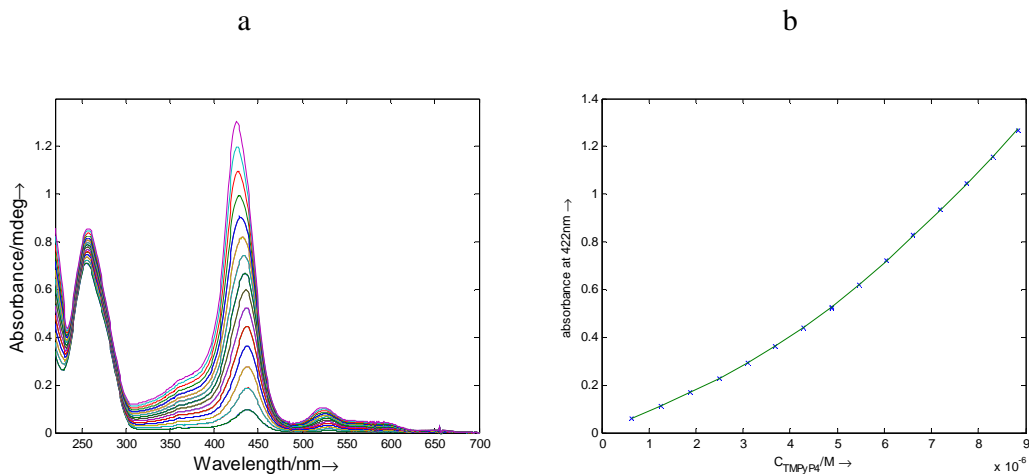 a
b
Absorbance/mdeg→
1.2
1
0.8
0.6
0.4
0.2
0
250 300 350 400 450 500 550 600 650 700
Wavelength/nm→
absorbance at 422nm →
1.4
1.2
1
0.8
0.6
0.4
0.2
0
0 1 2 3 4 5 6 7 8 9
x 10⁻⁶
C_TMPyP4/M →